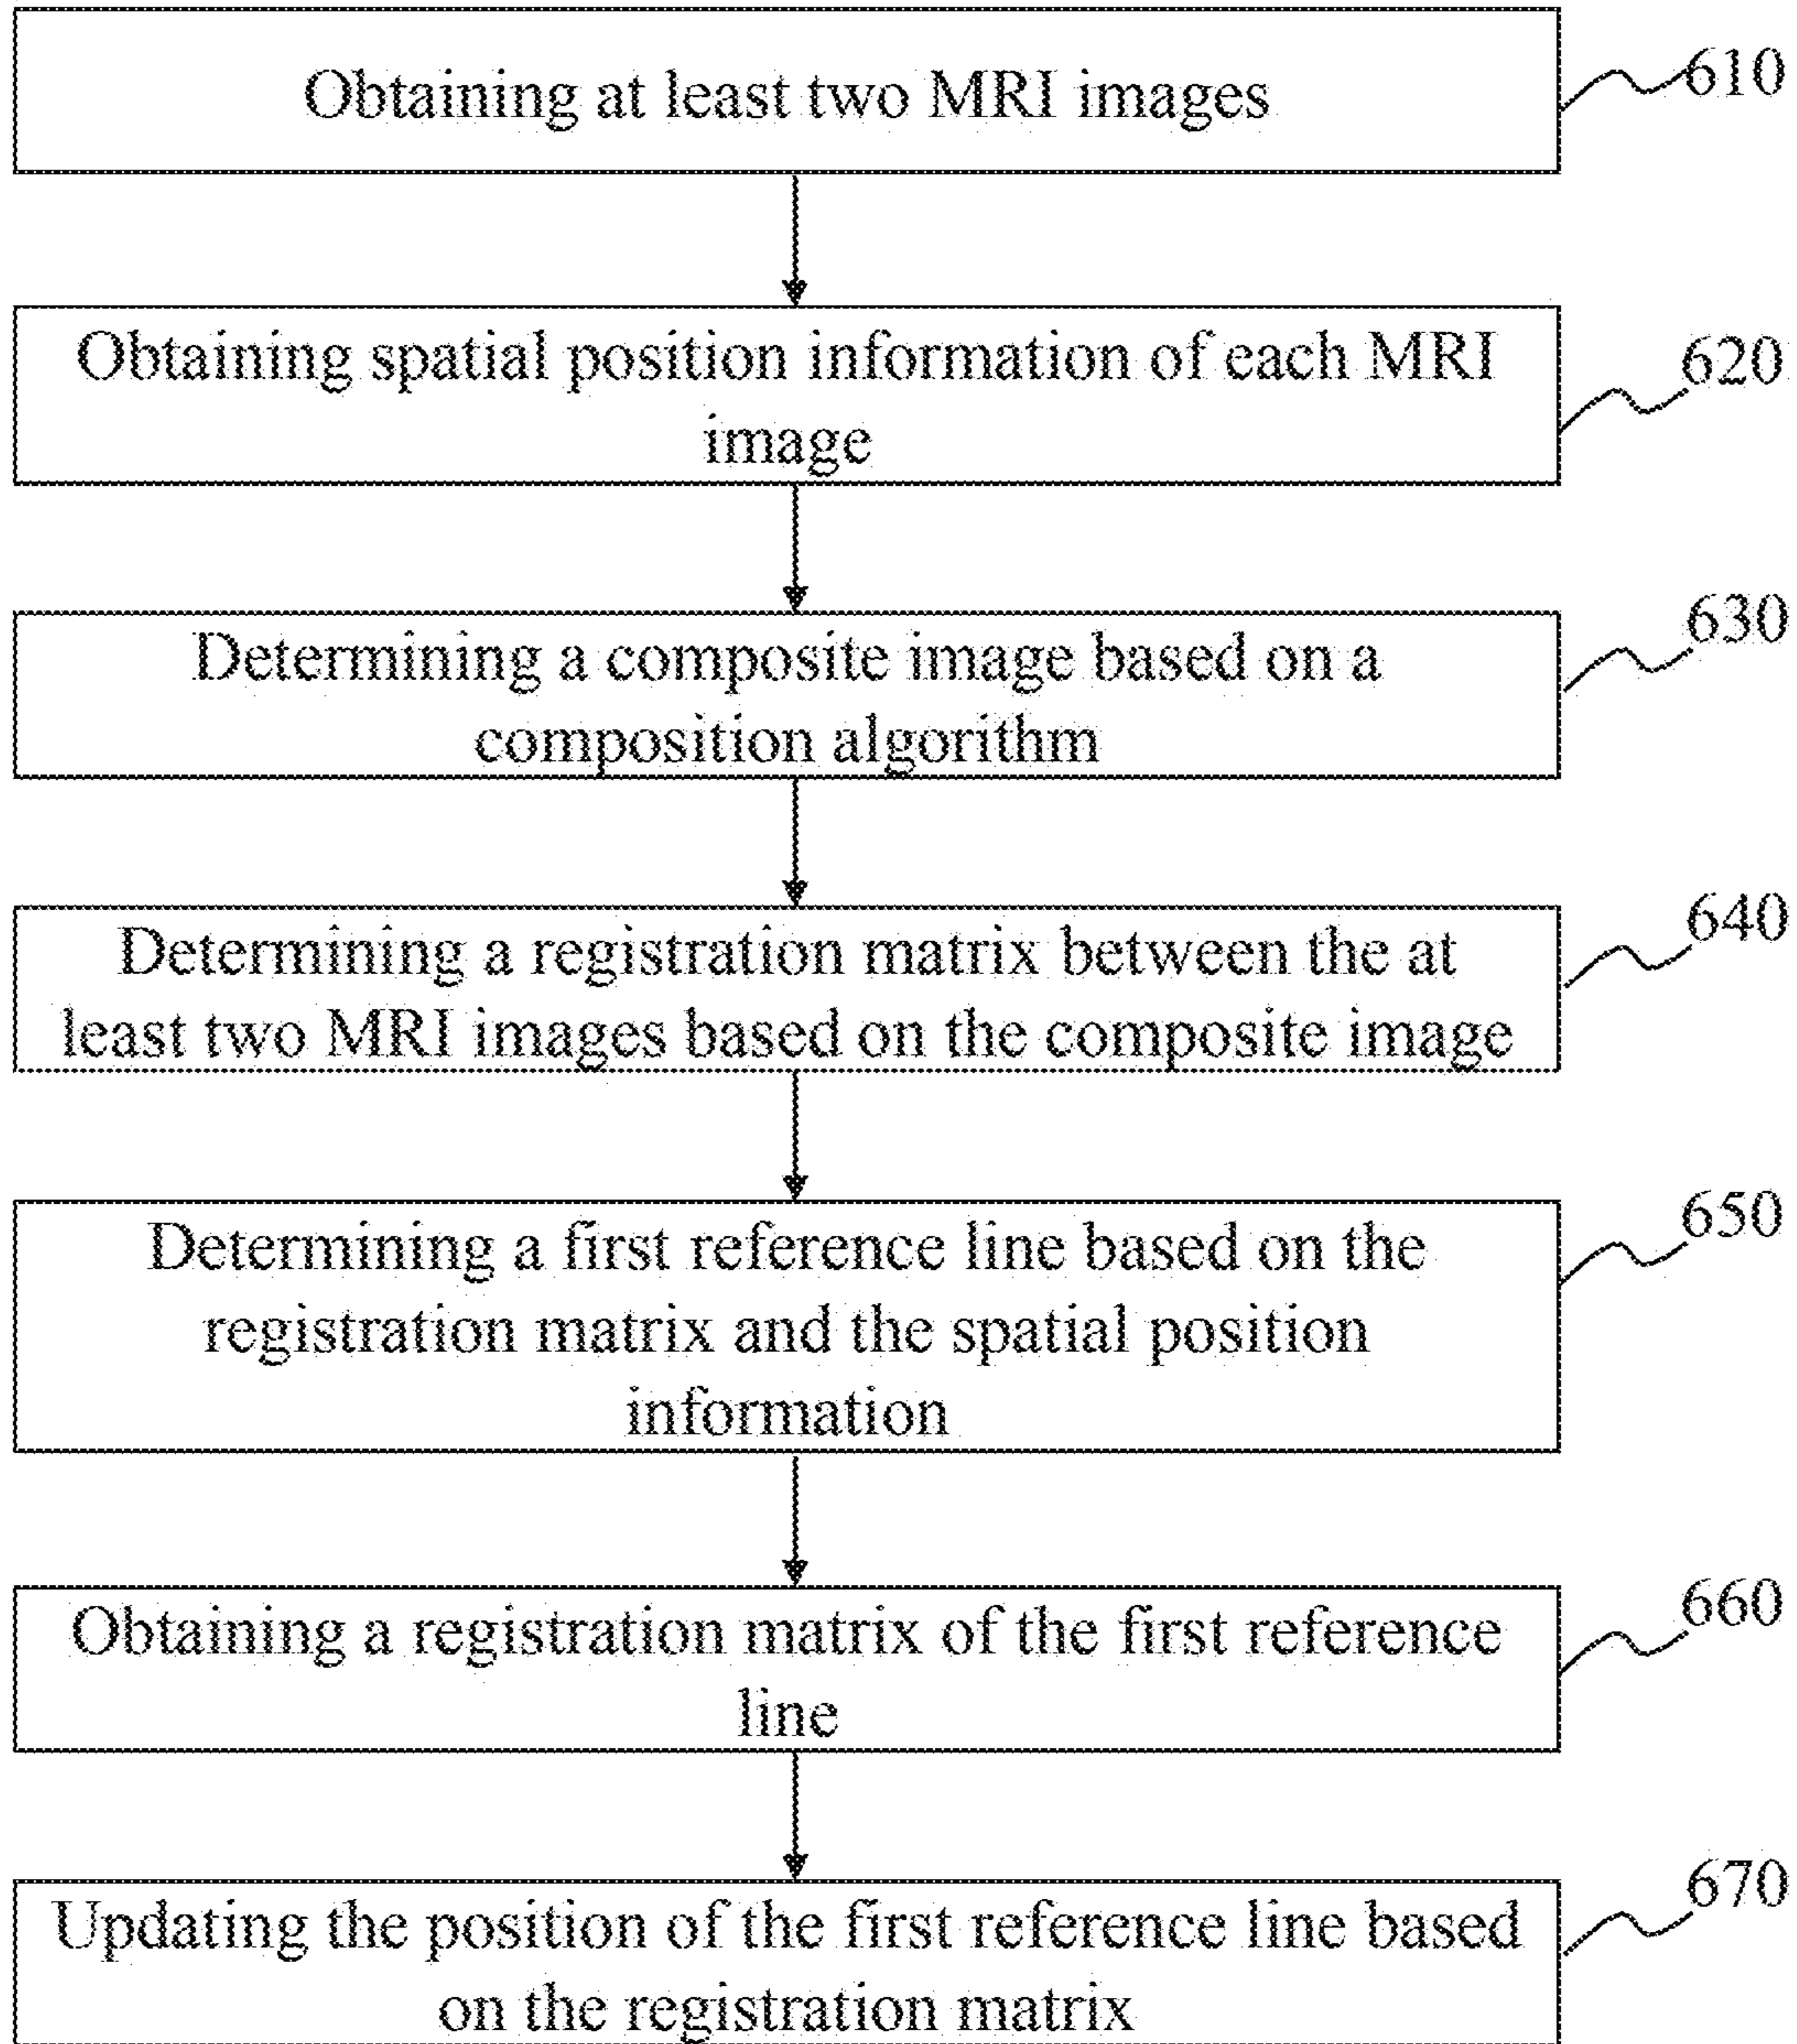 Obtaining at least two MRI images
610
Obtaining spatial position information of each MRI
image
620
Determining a composite image based on a
composition algorithm
630
Determining a registration matrix between the at
least two MRI images based on the composite image
640
Determining a first reference line based on the
registration matrix and the spatial position
information
650
Obtaining a registration matrix of the first reference
line
660
Updating the position of the first reference line based
on the registration matrix
670